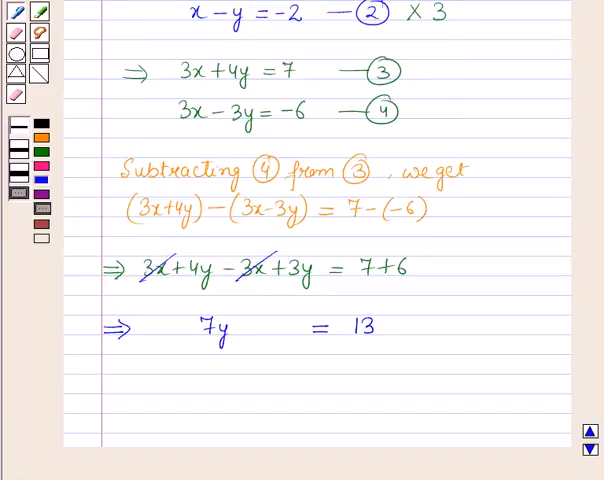 x - y = -2 — ② × 3
⇒ 3x + 4y = 7 — ③
3x - 3y = -6 — ④
Subtracting ④ from ③, we get
(3x+4y) - (3x-3y) = 7 - (-6)
⇒ 3x + 4y - 3x + 3y = 7 + 6
⇒ 7y = 13